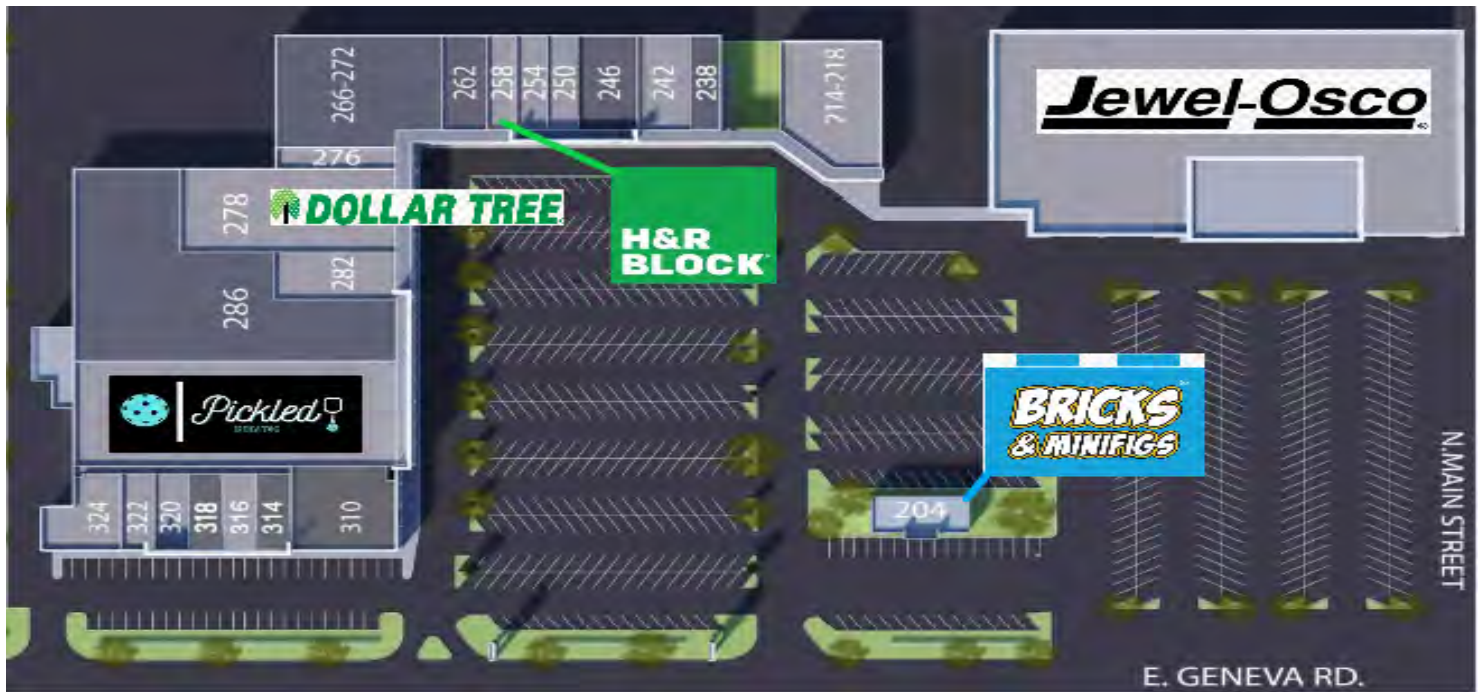 266-272
262
258
254
250
246
242
238
214-218
Jewel-Osco
276
278
DOLLAR TREE
H&R
BLOCK
282
286
Pickled
BRICKS
& MINIFIGS
324
322
320
318
316
314
310
204
N.MAIN STREET
E. GENEVA RD.